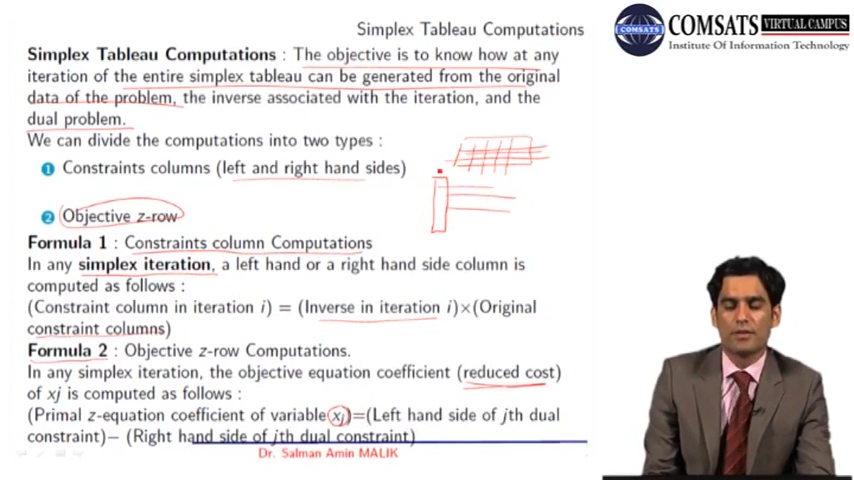 Simplex Tableau Computations
COMSATS VIRTUAL CAMPUS
Institute Of Information Technology
Simplex Tableau Computations : The objective is to know how at any
iteration of the entire simplex tableau can be generated from the original
data of the problem, the inverse associated with the iteration, and the
dual problem.
We can divide the computations into two types :
1 Constraints columns (left and right hand sides)
2 Objective z-row
Formula 1 : Constraints column Computations
In any simplex iteration, a left hand or a right hand side column is
computed as follows :
(Constraint column in iteration i) = (Inverse in iteration i)×(Original
constraint columns)
Formula 2 : Objective z-row Computations.
In any simplex iteration, the objective equation coefficient (reduced cost)
of xj is computed as follows :
(Primal z-equation coefficient of variable xj)=(Left hand side of jth dual
constraint)− (Right hand side of jth dual constraint)
Dr. Salman Amin MALIK